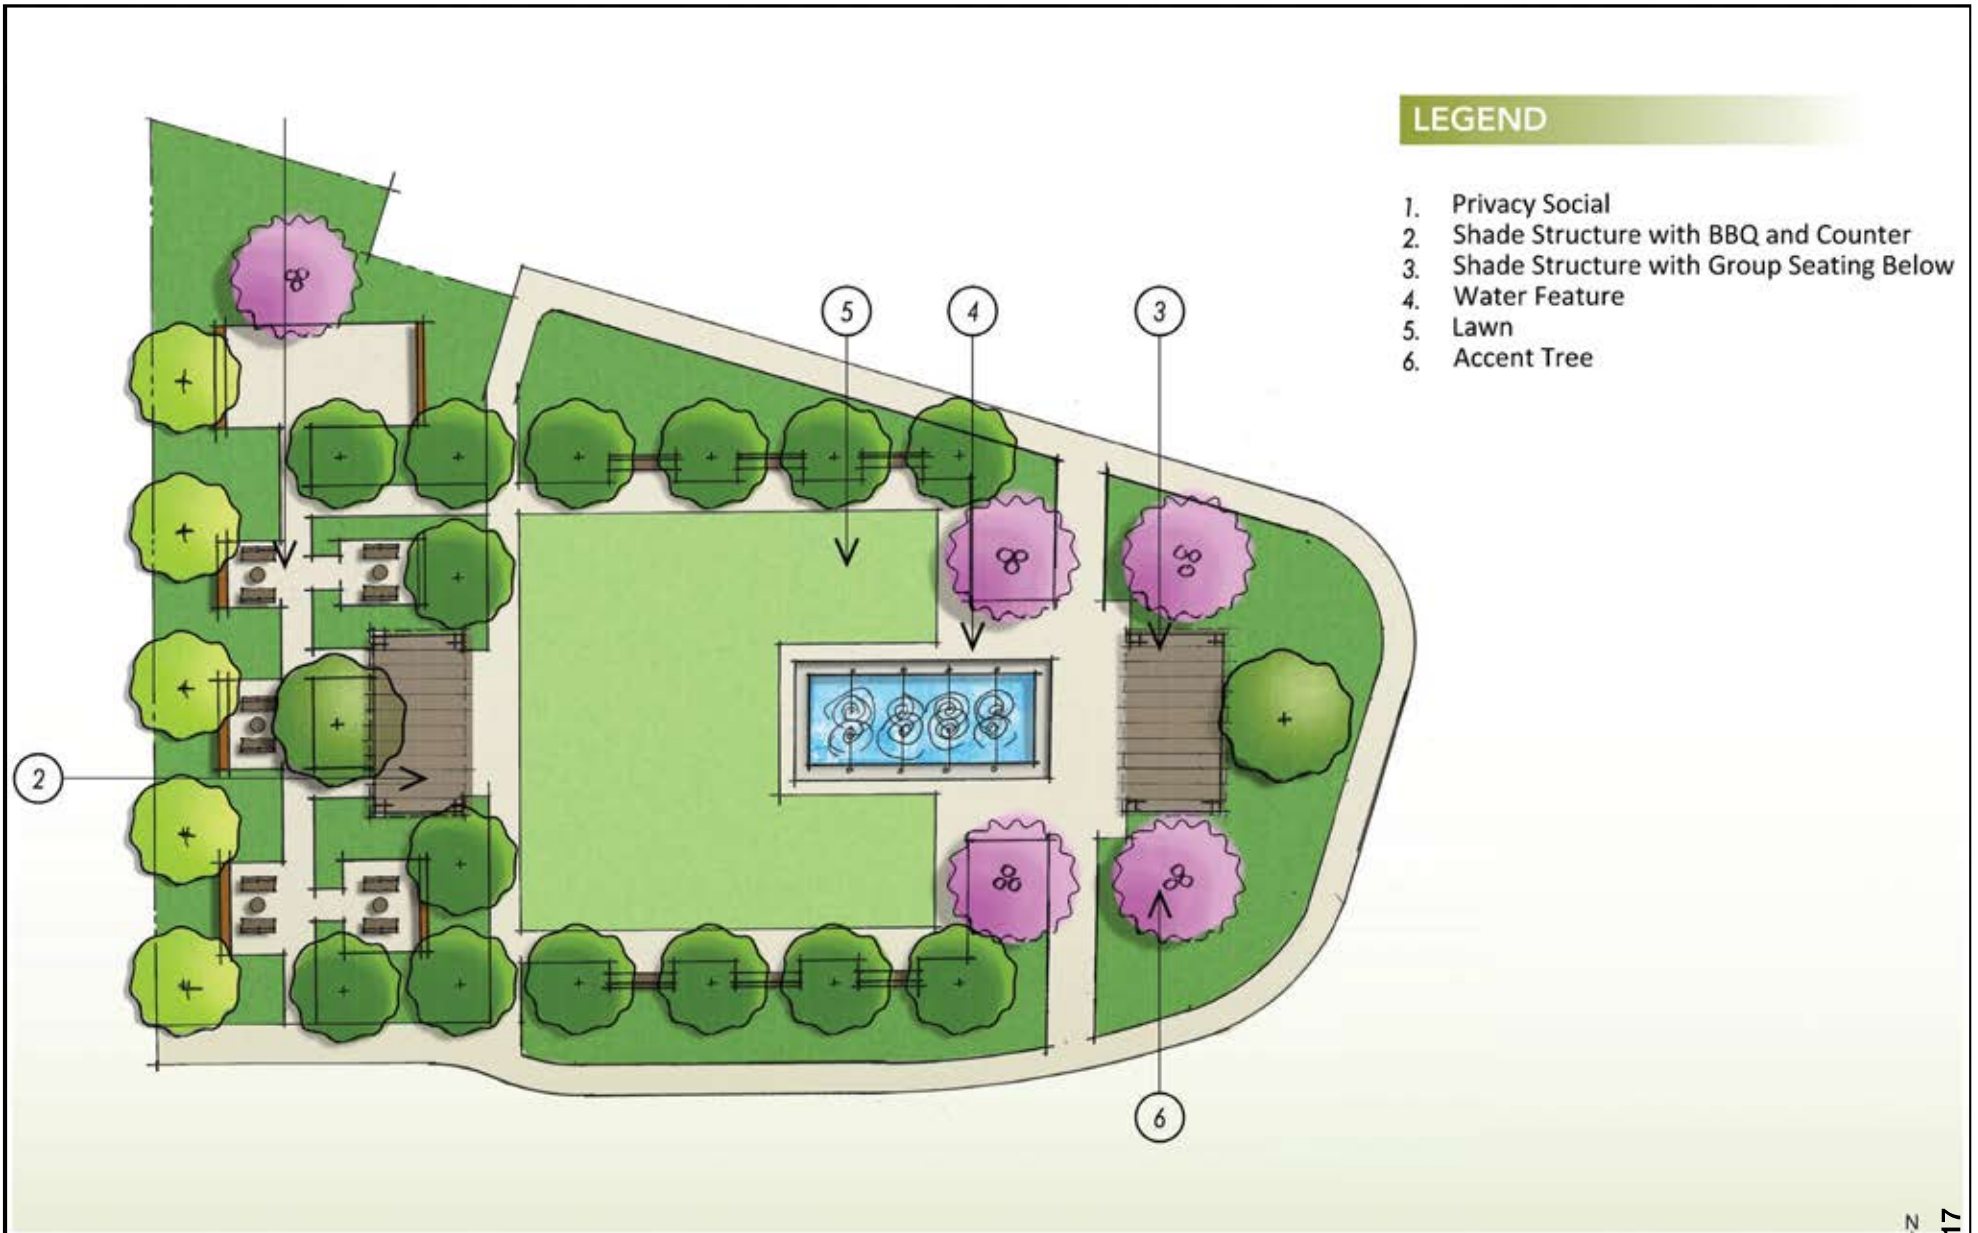 LEGEND
1. Privacy Social
2. Shade Structure with BBQ and Counter
3. Shade Structure with Group Seating Below
4. Water Feature
5. Lawn
6. Accent Tree
5
4
3
2
6
N
17